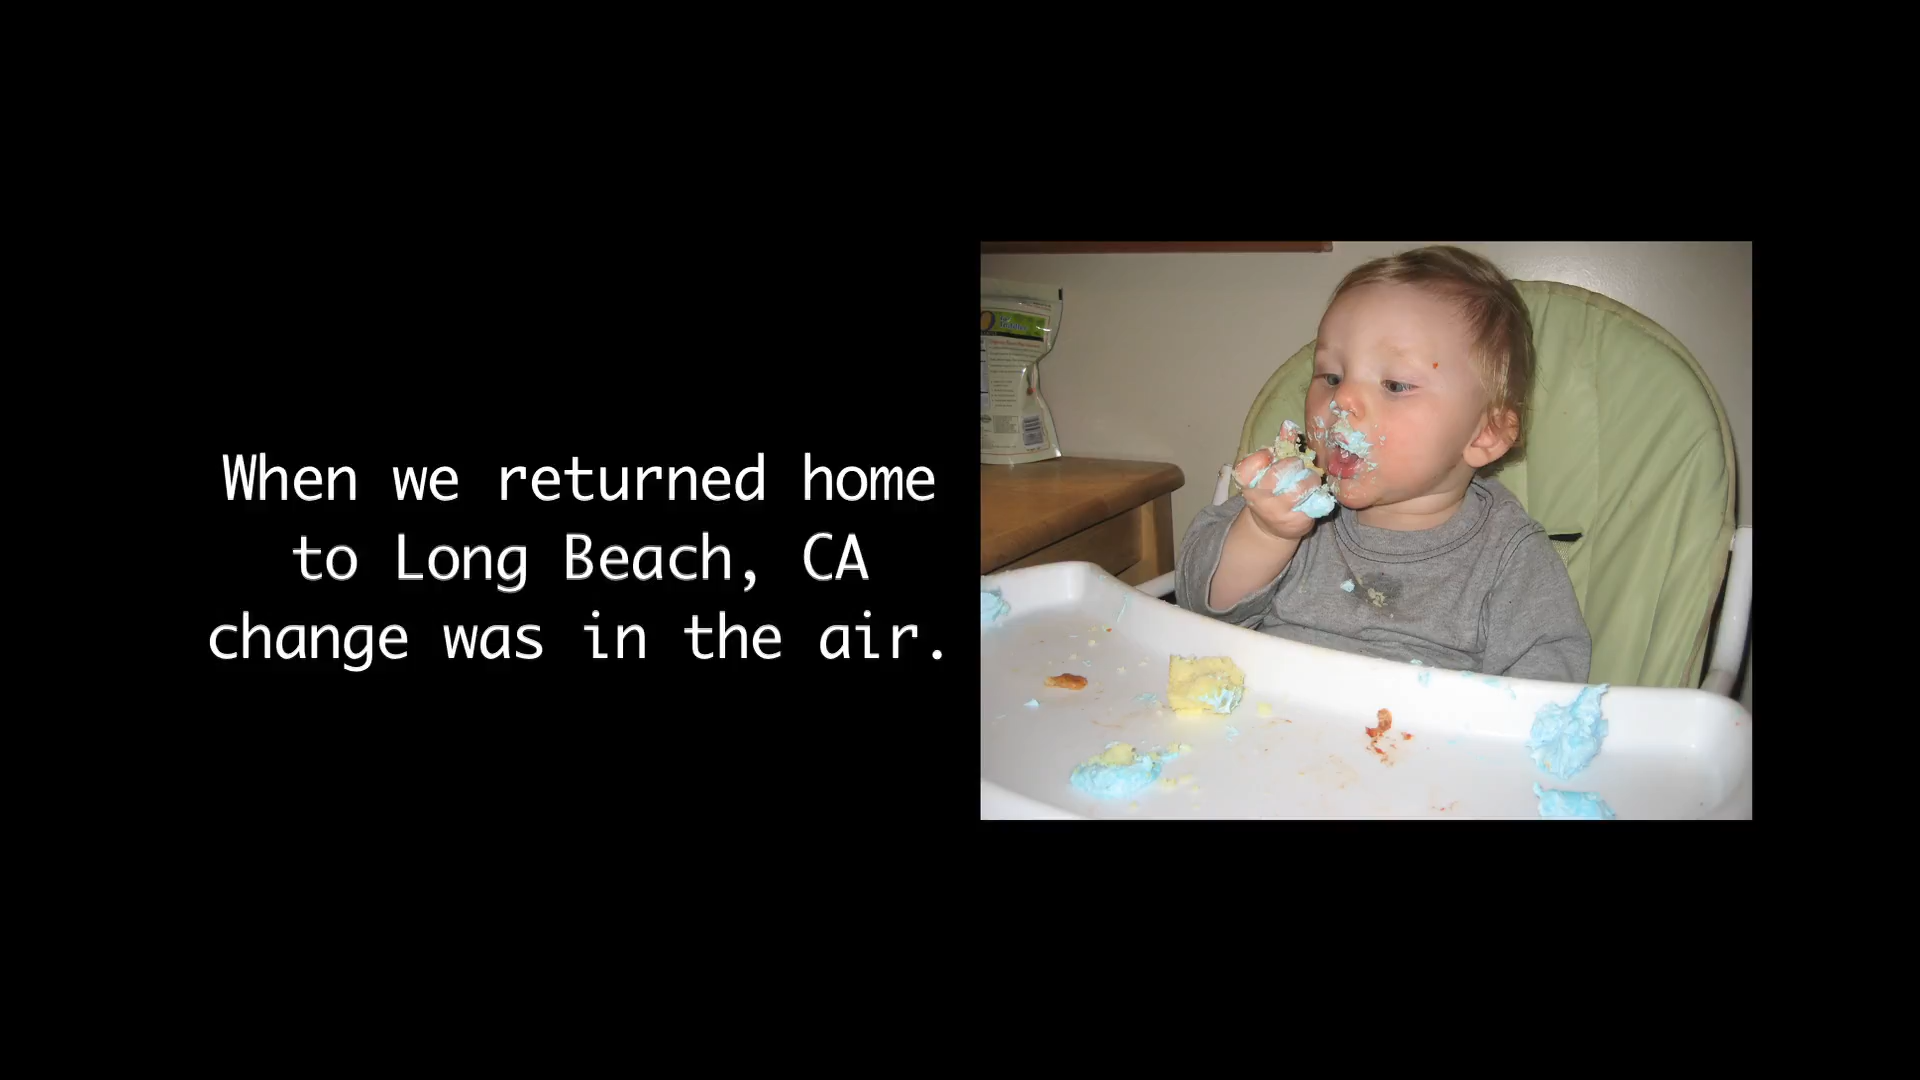 When we returned home
to Long Beach, CA
change was in the air.